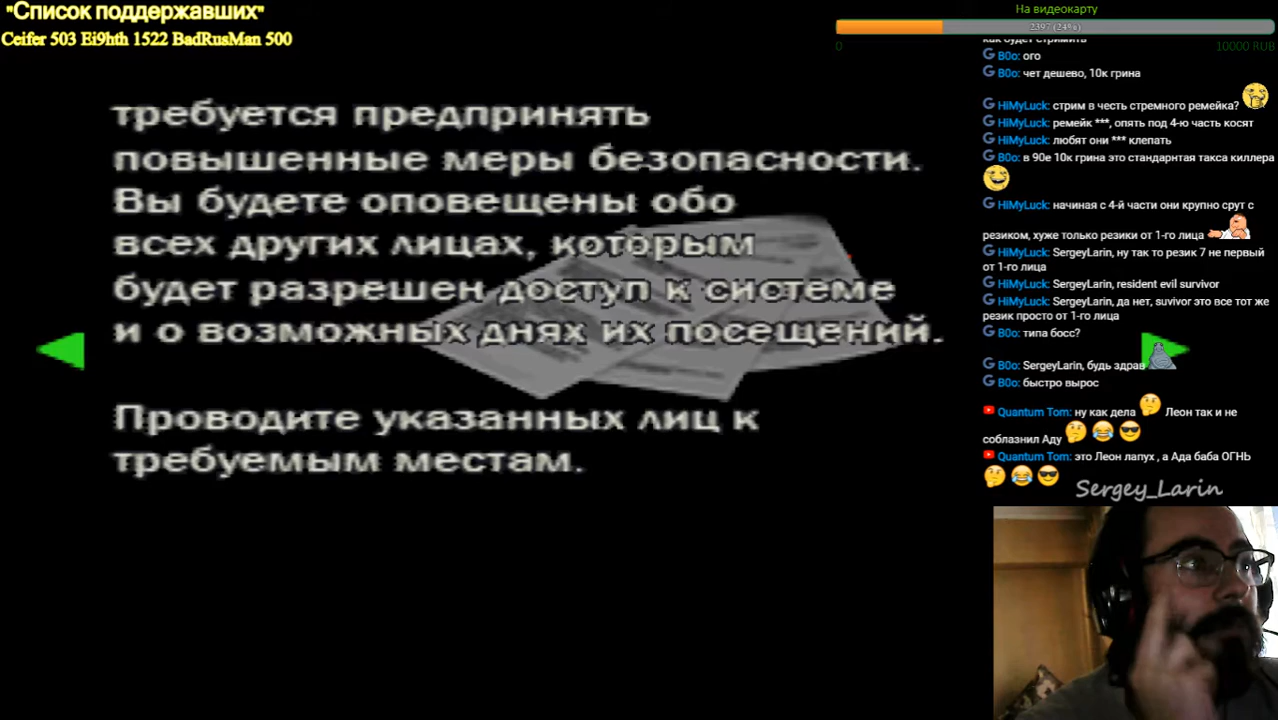 "Список поддержавших"
Ceifer 503 Ei9hth 1522 BadRusMan 500
На видеокарту
2397 (24%)
0
10000 RUB
требуется предпринять
повышенные меры безопасности.
Вы будете оповещены обо
всех других лицах, которым
будет разрешен доступ к системе
и о возможных днях их посещений.
Проводите указанных лиц к
требуемым местам.
как будет стримить
B0o: ого
B0o: чет дешево, 10к грина
HiMyLuck: стрим в честь стремного ремейка?
HiMyLuck: ремейк ***, опять под 4-ю часть косят
HiMyLuck: любят они *** клепать
B0o: в 90е 10к грина это стандарнтая такса киллера
HiMyLuck: начиная с 4-й части они крупно срут с
резиком, хуже только резики от 1-го лица
HiMyLuck: SergeyLarin, ну так то резик 7 не первый
от 1-го лица
HiMyLuck: SergeyLarin, resident evil survivor
HiMyLuck: SergeyLarin, да нет, suvivor это все тот же
резик просто от 1-го лица
B0o: типа босс?
B0o: SergeyLarin, будь здрав
B0o: быстро вырос
Quantum Tom: ну как дела Леон так и не
соблазнил Аду
Quantum Tom: это Леон лапух , а Ада баба ОГНЬ
Sergey_Larin